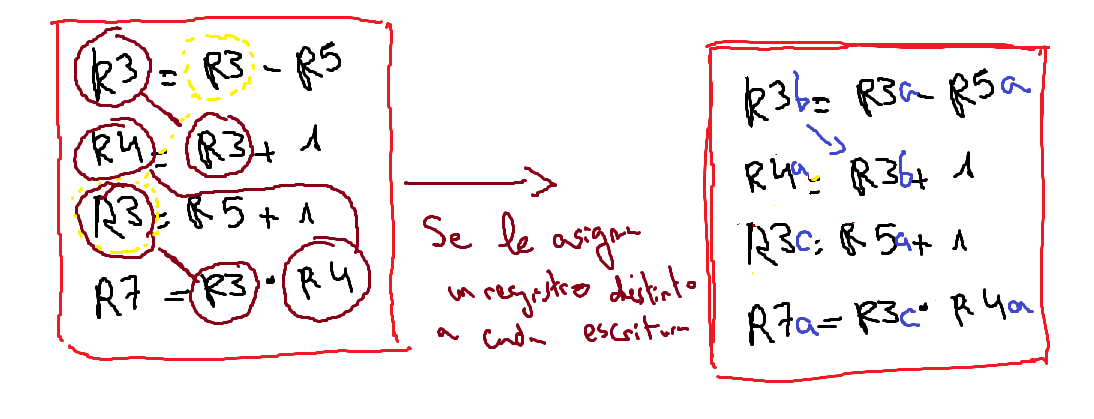 R3 = R3 - R5
R4 = R3 + 1
R3 = R5 + 1
R7 = R3 · R4
Se le asigna
un registro distinto
a cada escritura
R3b = R3a - R5a
R4a = R3b + 1
R3c = R5a + 1
R7a = R3c · R4a